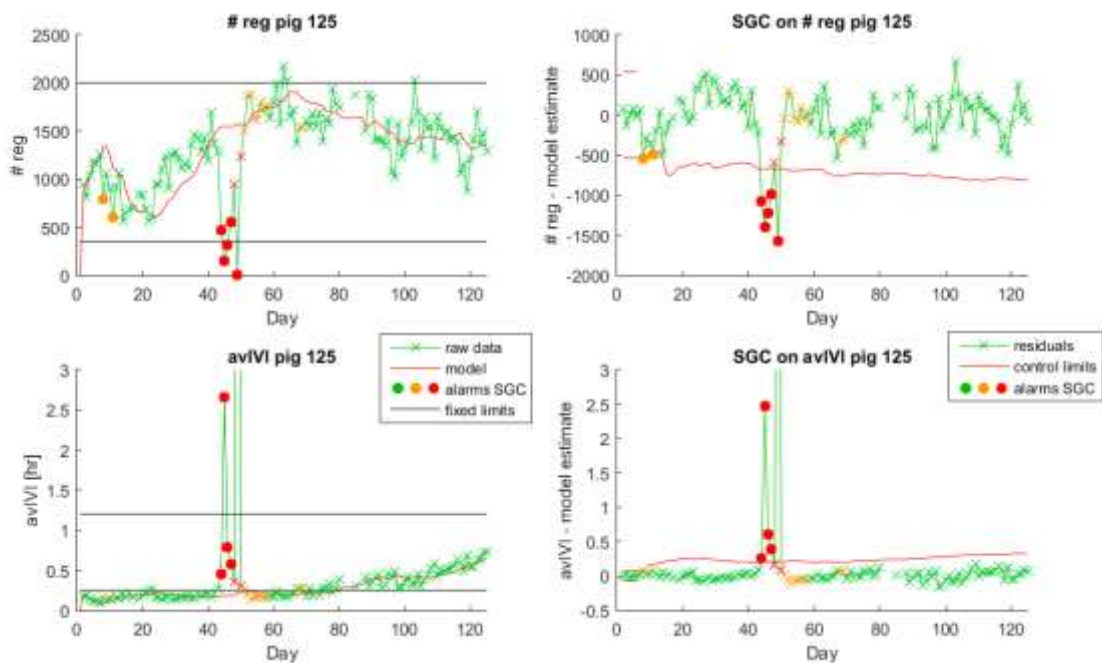 # reg pig 125
2500
2000
1500
1000
500
0
# reg
0 20 40 60 80 100 120
Day
SGC on # reg pig 125
1000
500
0
-500
-1000
-1500
-2000
# reg - model estimate
0 20 40 60 80 100 120
Day
avIVI pig 125
raw data
model
alarms SGC
fixed limits
3
2.5
2
1.5
1
0.5
0
avIVI [hr]
0 20 40 60 80 100 120
Day
SGC on avIVI pig 125
residuals
control limits
alarms SGC
3
2.5
2
1.5
1
0.5
0
-0.5
avIVI - model estimate
0 20 40 60 80 100 120
Day